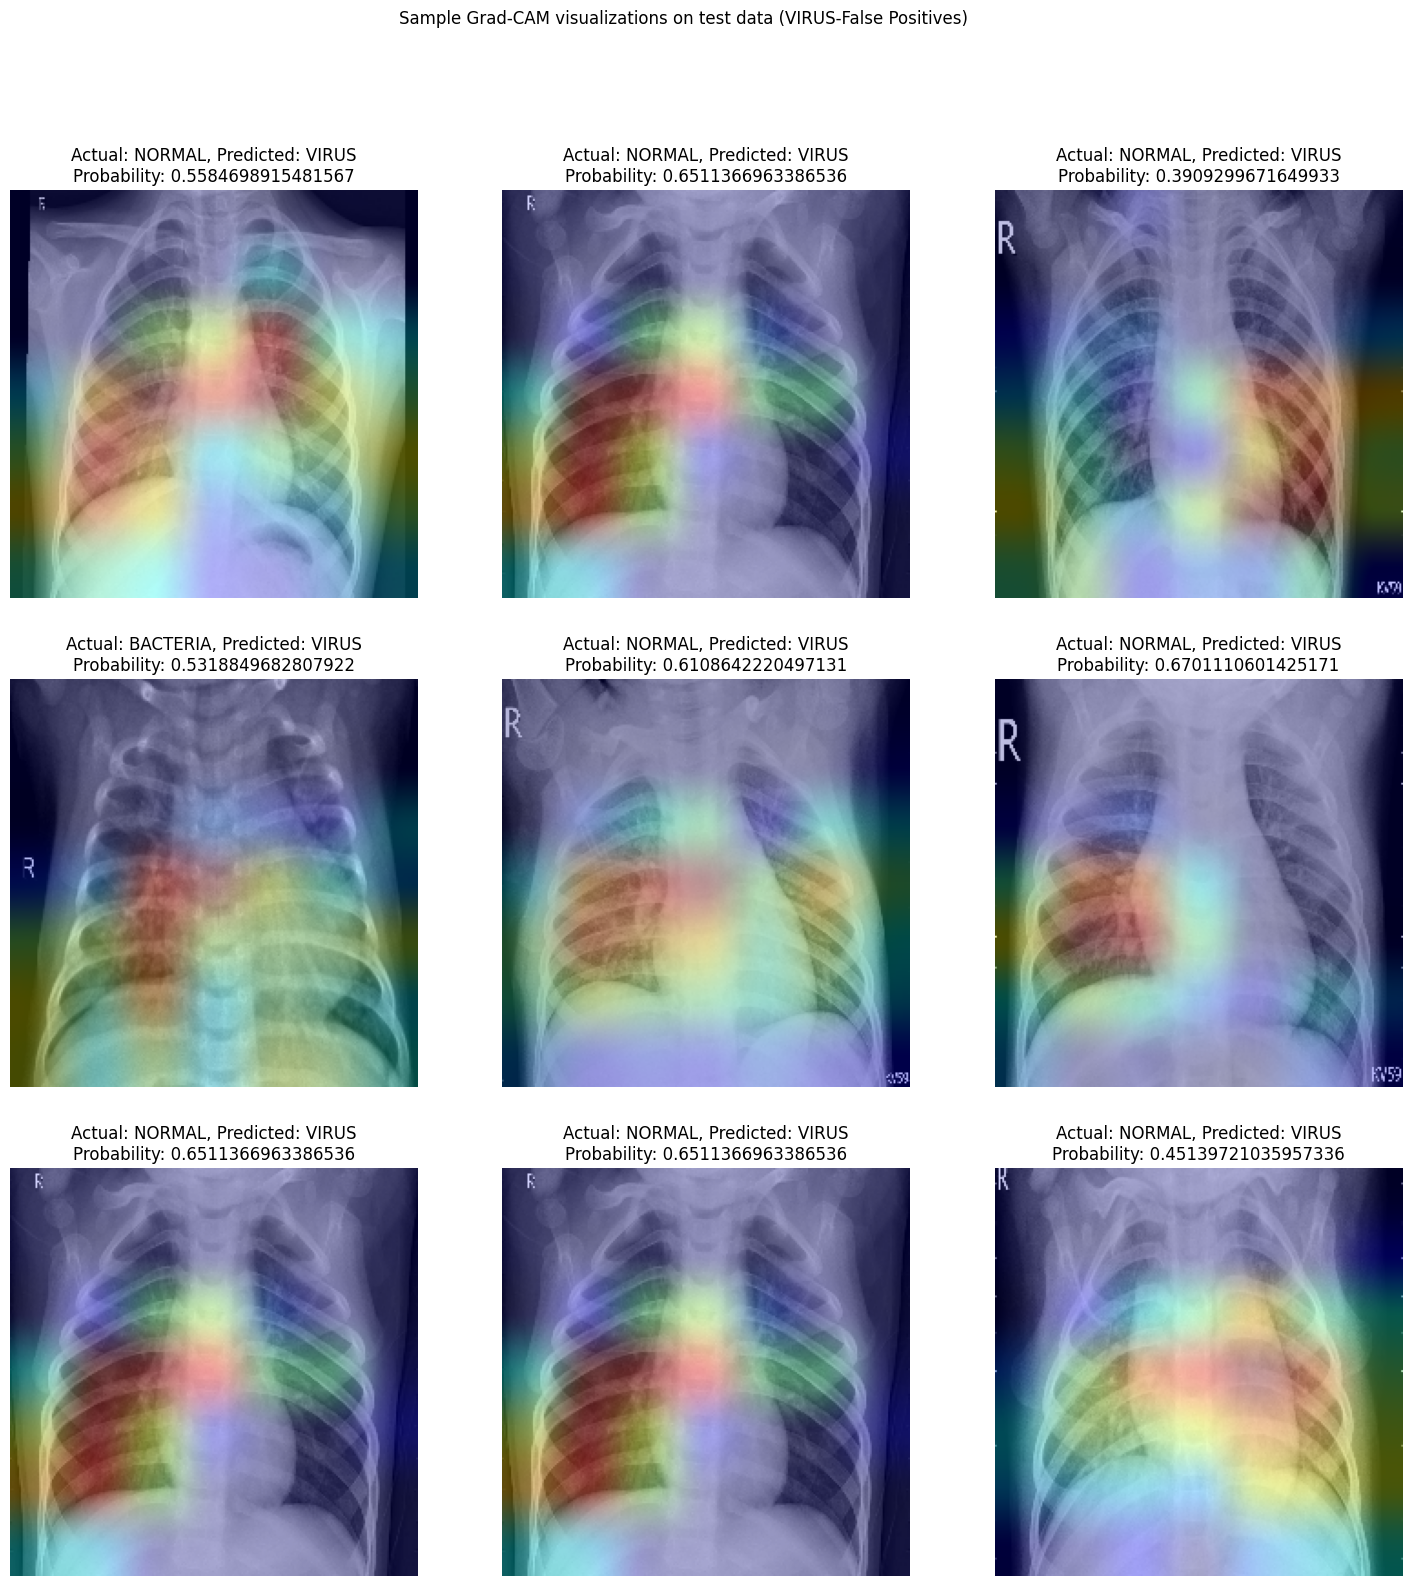 Sample Grad-CAM visualizations on test data (VIRUS-False Positives)
Actual: NORMAL, Predicted: VIRUS
Probability: 0.5584698915481567
Actual: NORMAL, Predicted: VIRUS
Probability: 0.6511366963386536
Actual: NORMAL, Predicted: VIRUS
Probability: 0.3909299671649933
R
R
R
KV59
Actual: BACTERIA, Predicted: VIRUS
Probability: 0.5318849682807922
Actual: NORMAL, Predicted: VIRUS
Probability: 0.6108642220497131
Actual: NORMAL, Predicted: VIRUS
Probability: 0.6701110601425171
R
R
R
KV59
KV59
Actual: NORMAL, Predicted: VIRUS
Probability: 0.6511366963386536
Actual: NORMAL, Predicted: VIRUS
Probability: 0.6511366963386536
Actual: NORMAL, Predicted: VIRUS
Probability: 0.45139721035957336
R
R
R